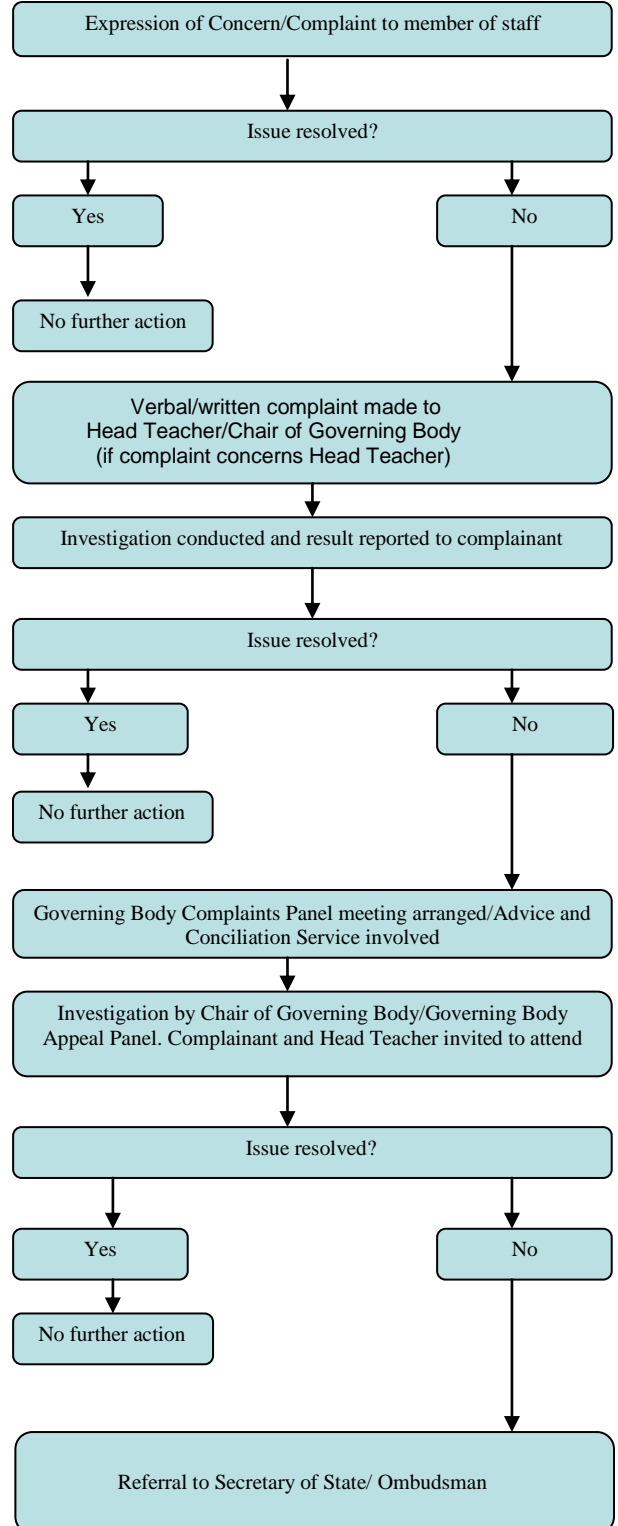 Expression of Concern/Complaint to member of staff
Issue resolved?
Yes
No
No further action
Verbal/written complaint made to
Head Teacher/Chair of Governing Body
(if complaint concerns Head Teacher)
Investigation conducted and result reported to complainant
Issue resolved?
Yes
No
No further action
Governing Body Complaints Panel meeting arranged/Advice and
Conciliation Service involved
Investigation by Chair of Governing Body/Governing Body
Appeal Panel. Complainant and Head Teacher invited to attend
Issue resolved?
Yes
No
No further action
Referral to Secretary of State/ Ombudsman